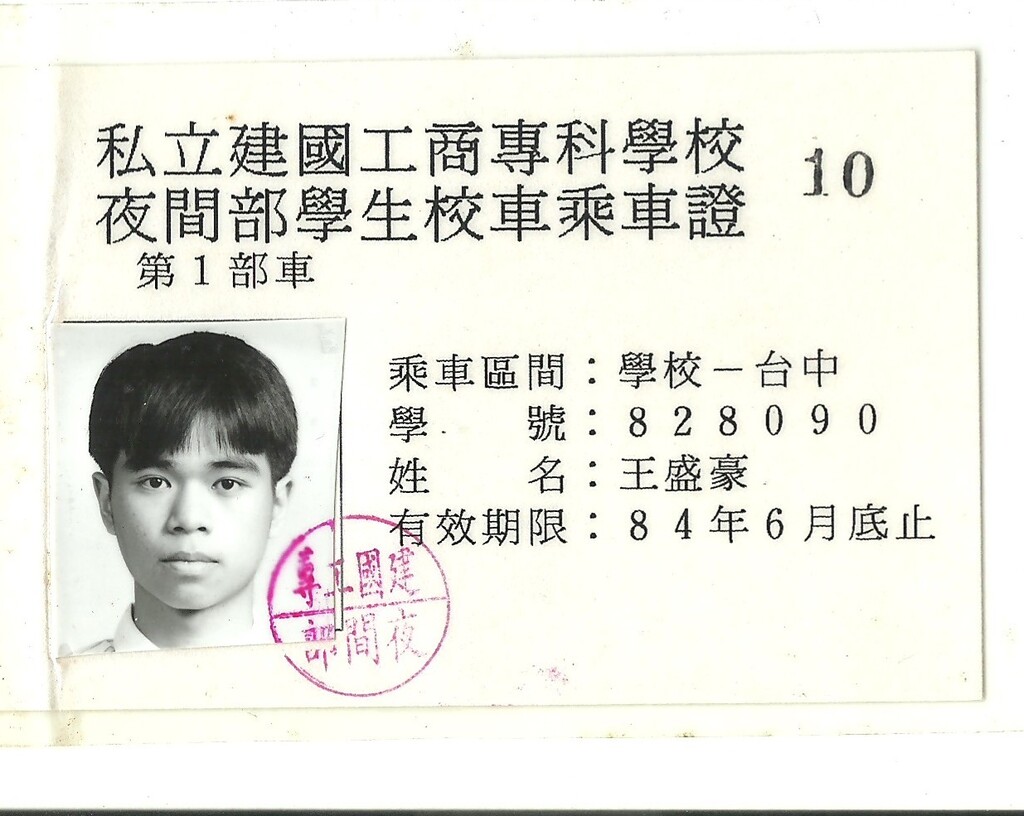 私立建國工商專科學校
夜間部學生校車乘車證
10
第1部車
乘車區間：學校－台中
學　　號：828090
姓　　名：王盛豪
有效期限：84年6月底止
建國工專
夜間部